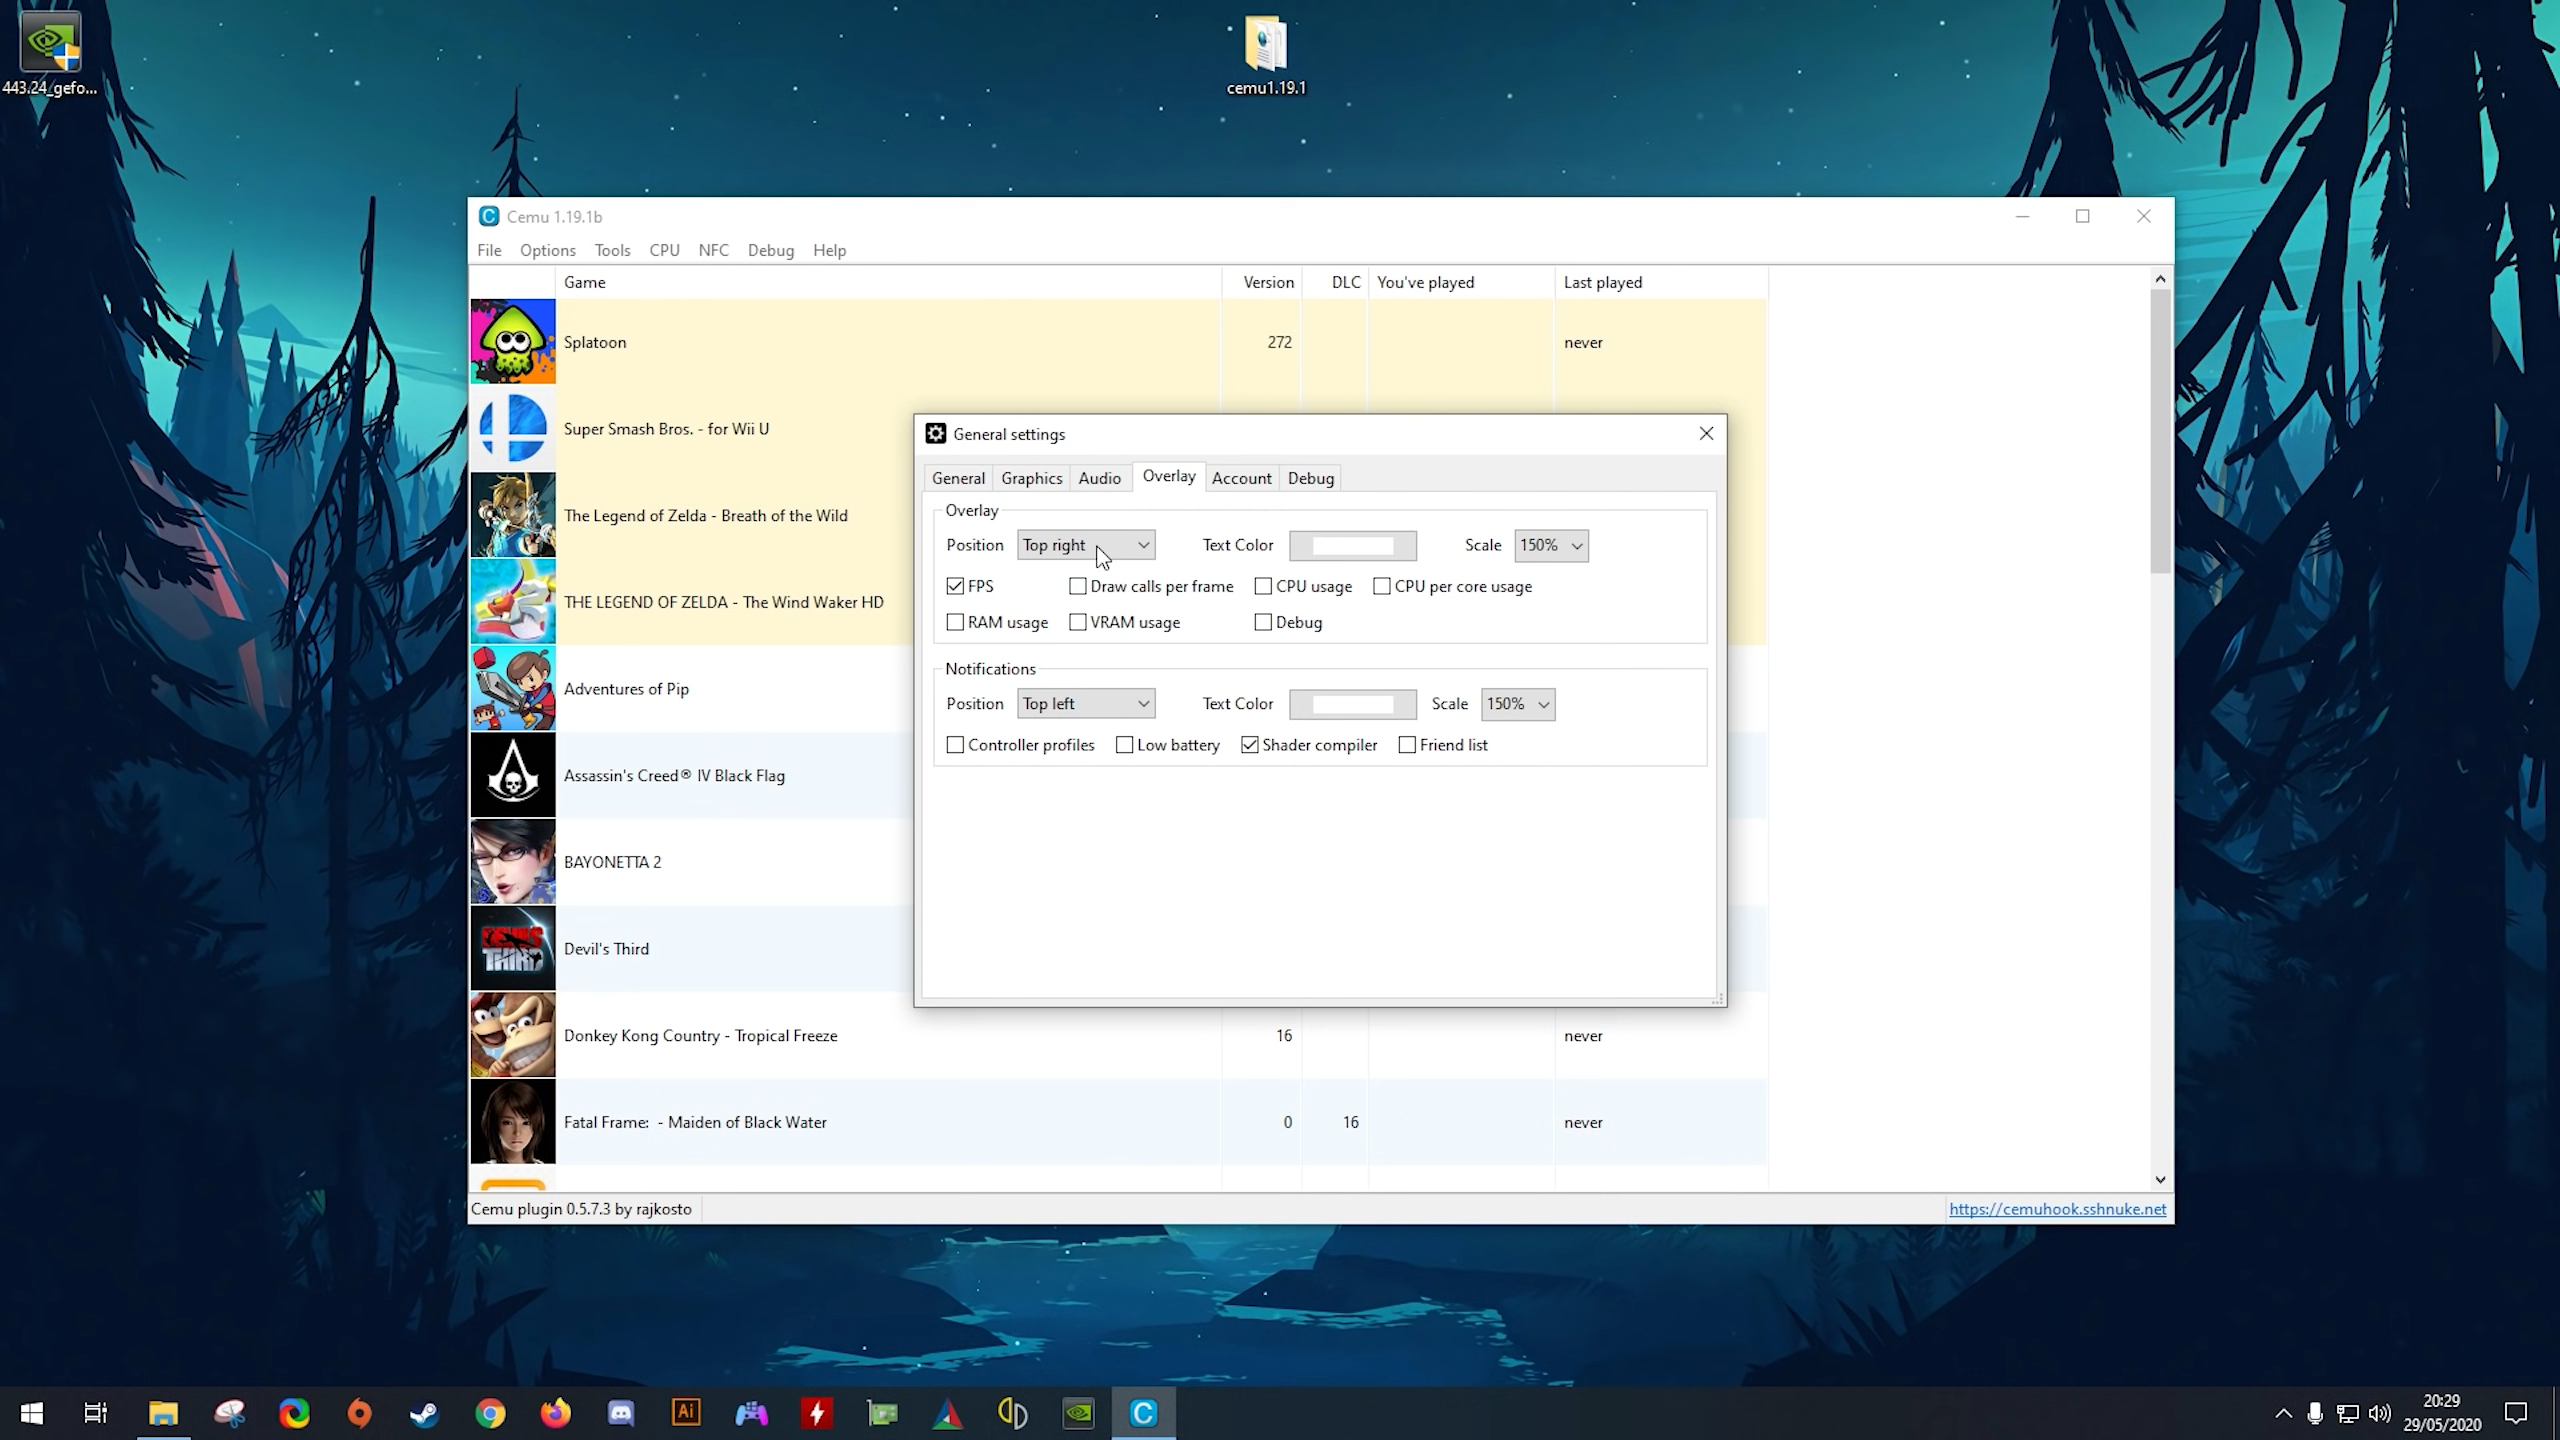 443.24_gefo...
cemu1.19.1
Cemu 1.19.1b
File Options Tools CPU NFC Debug Help
Game Version DLC You've played Last played
Splatoon 272 never
Super Smash Bros. - for Wii U
The Legend of Zelda - Breath of the Wild
THE LEGEND OF ZELDA - The Wind Waker HD
Adventures of Pip
Assassin's Creed® IV Black Flag
BAYONETTA 2
DEVIL'S
THIRD
Devil's Third
Donkey Kong Country - Tropical Freeze 16 never
Fatal Frame: - Maiden of Black Water 0 16 never
General settings
General Graphics Audio Overlay Account Debug
Overlay
Position Top right Text Color Scale 150%
FPS Draw calls per frame CPU usage CPU per core usage
RAM usage VRAM usage Debug
Notifications
Position Top left Text Color Scale 150%
Controller profiles Low battery Shader compiler Friend list
Cemu plugin 0.5.7.3 by rajkosto https://cemuhook.sshnuke.net
Ai
20:29
29/05/2020